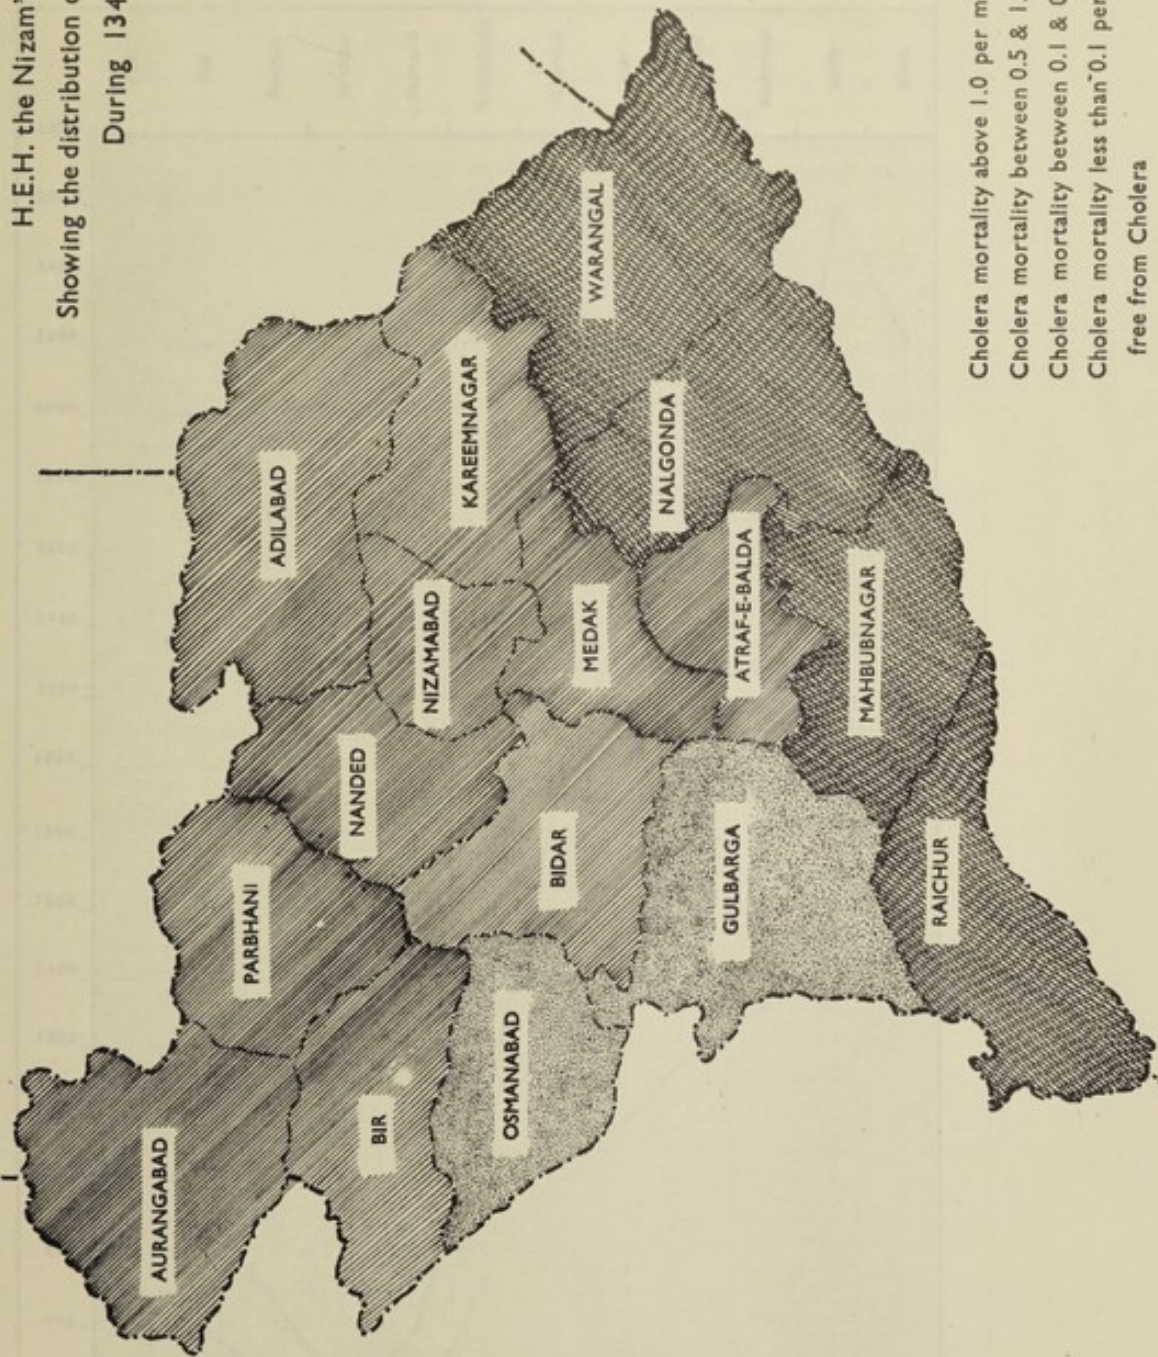 H.E.H. the Nizam'
Showing the distribution
During 134
ADILABAD
KAREEMNAGAR
WARANGAL
NIZAMABAD
NALGONDA
NANDED
MEDAK
ATRAF-E-BALDA
MAHBUBNAGAR
PARBHANI
BIDAR
GULBARGA
RAICHUR
AURANGABAD
BIR
OSMANABAD
Cholera mortality above 1.0 per m
Cholera mortality between 0.5 & 1.
Cholera mortality between 0.1 & 0
Cholera mortality less than 0.1 per
free from Cholera